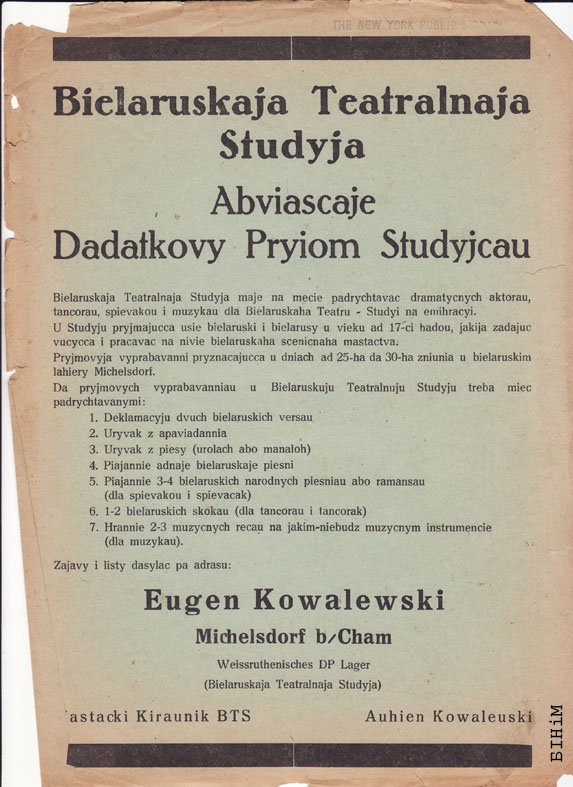 THE NEW YORK PUBLIC
Bielaruskaja Teatralnaja
Studyja
Abviascaje
Dadatkovy Pryiom Studyjcau
Bielaruskaja Teatralnaja Studyja maje na mecie padrychtavac dramatycnych aktorau,
tancorau, spievakou i muzykau dla Bielaruskaha Teatru - Studyi na emihracyi.
U Studyju pryjmajucca usie bielaruski i bielarusy u vieku ad 17-ci hadou, jakija zadajuc
vucycca i pracavac na nivie bielaruskaha scenicnaha mastactva.
Pryjmovyja vyprabavanni pryznacajucca u dniach ad 25-ha da 30-ha zniunia u bielaruskim
lahiery Michelsdorf.
Da pryjmovych vyprabavanniau u Bielaruskuju Teatralnuju Studyju treba miec
padrychtavanymi:
1. Deklamacyju dvuch bielaruskich versau
2. Uryvak z apaviadannia
3. Uryvak z piesy (urolach abo manaloh)
4. Piajannie adnaje bielaruskaje piesni
5. Piajannie 3-4 bielaruskich narodnych piesniau abo ramansau
(dla spievakou i spievacak)
6. 1-2 bielaruskich skokau (dla tancorau i tancorak)
7. Hrannie 2-3 muzycnych recau na jakim-niebudz muzycnym instrumencie
(dla muzykau).
Zajavy i listy dasylac pa adrasu:
Eugen Kowalewski
Michelsdorf b/Cham
Weissruthenisches DP Lager
(Bielaruskaja Teatralnaja Studyja)
astacki Kiraunik BTS Auhien Kowaleuski
BIHiM